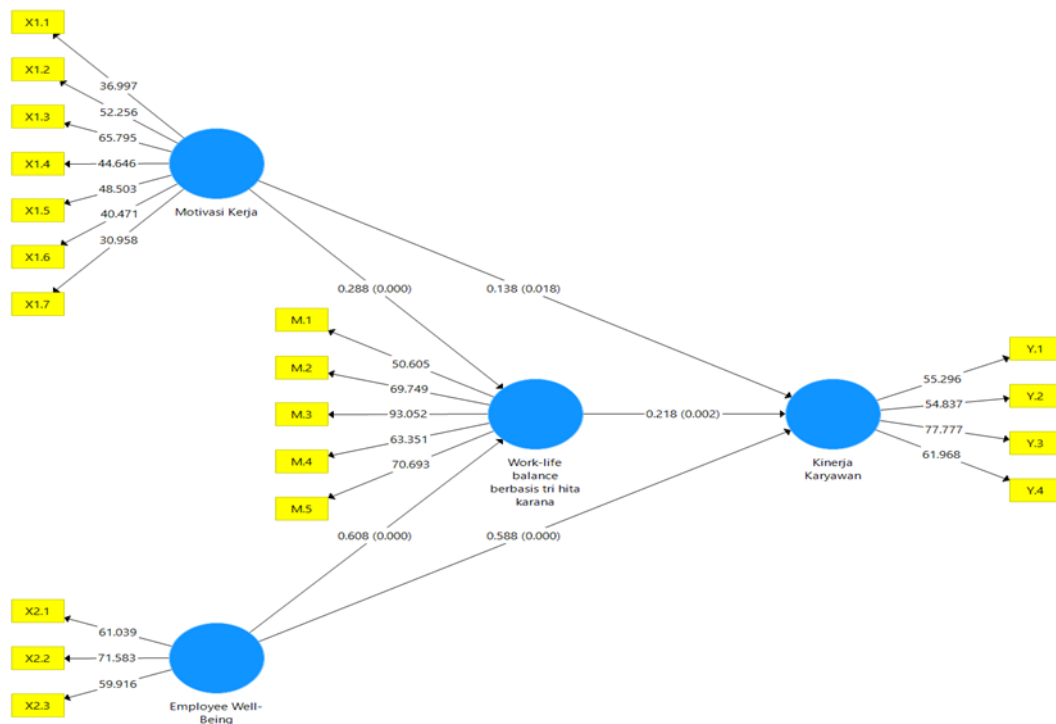 X1.1
X1.2
X1.3
X1.4
X1.5
X1.6
X1.7
36.997
52.256
65.795
44.646
48.503
40.471
30.958
Motivasi Kerja
0.288 (0.000)
0.138 (0.018)
M.1
M.2
M.3
M.4
M.5
50.605
69.749
93.052
63.351
70.693
Work-life
balance
berbasis tri hita
karana
0.218 (0.002)
Kinerja
Karyawan
55.296
54.837
77.777
61.968
Y.1
Y.2
Y.3
Y.4
0.608 (0.000)
0.588 (0.000)
X2.1
X2.2
X2.3
61.039
71.583
59.916
Employee Well-
Being